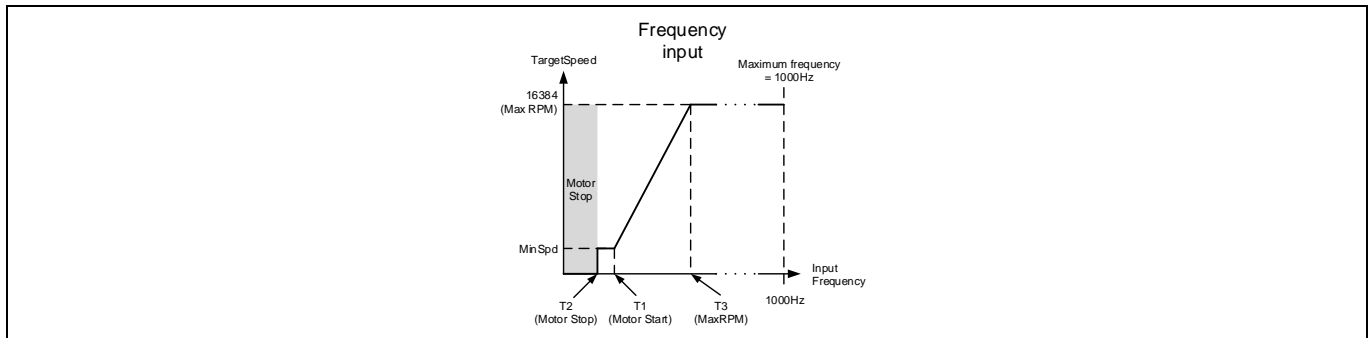 Frequency
input
TargetSpeed
Maximum frequency
= 1000Hz
16384
(Max RPM)
Motor
Stop
MinSpd
Input
Frequency
1000Hz
T2
(Motor Stop)
T1
(Motor Start)
T3
(MaxRPM)